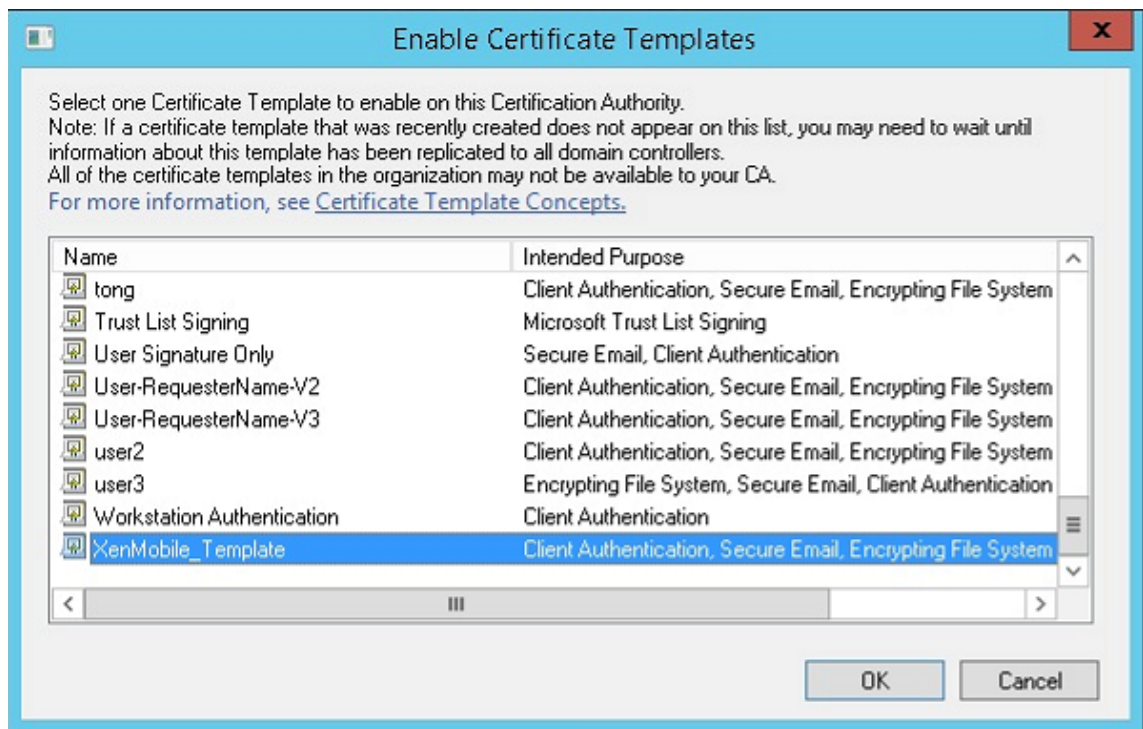 Enable Certificate Templates
x
Select one Certificate Template to enable on this Certification Authority.
Note: If a certificate template that was recently created does not appear on this list, you may need to wait until
information about this template has been replicated to all domain controllers.
All of the certificate templates in the organization may not be available to your CA.
For more information, see Certificate Template Concepts.
Name Intended Purpose
tong Client Authentication, Secure Email, Encrypting File System
Trust List Signing Microsoft Trust List Signing
User Signature Only Secure Email, Client Authentication
User-RequesterName-V2 Client Authentication, Secure Email, Encrypting File System
User-RequesterName-V3 Client Authentication, Secure Email, Encrypting File System
user2 Client Authentication, Secure Email, Encrypting File System
user3 Encrypting File System, Secure Email, Client Authentication
Workstation Authentication Client Authentication
XenMobile_Template Client Authentication, Secure Email, Encrypting File System
OK Cancel